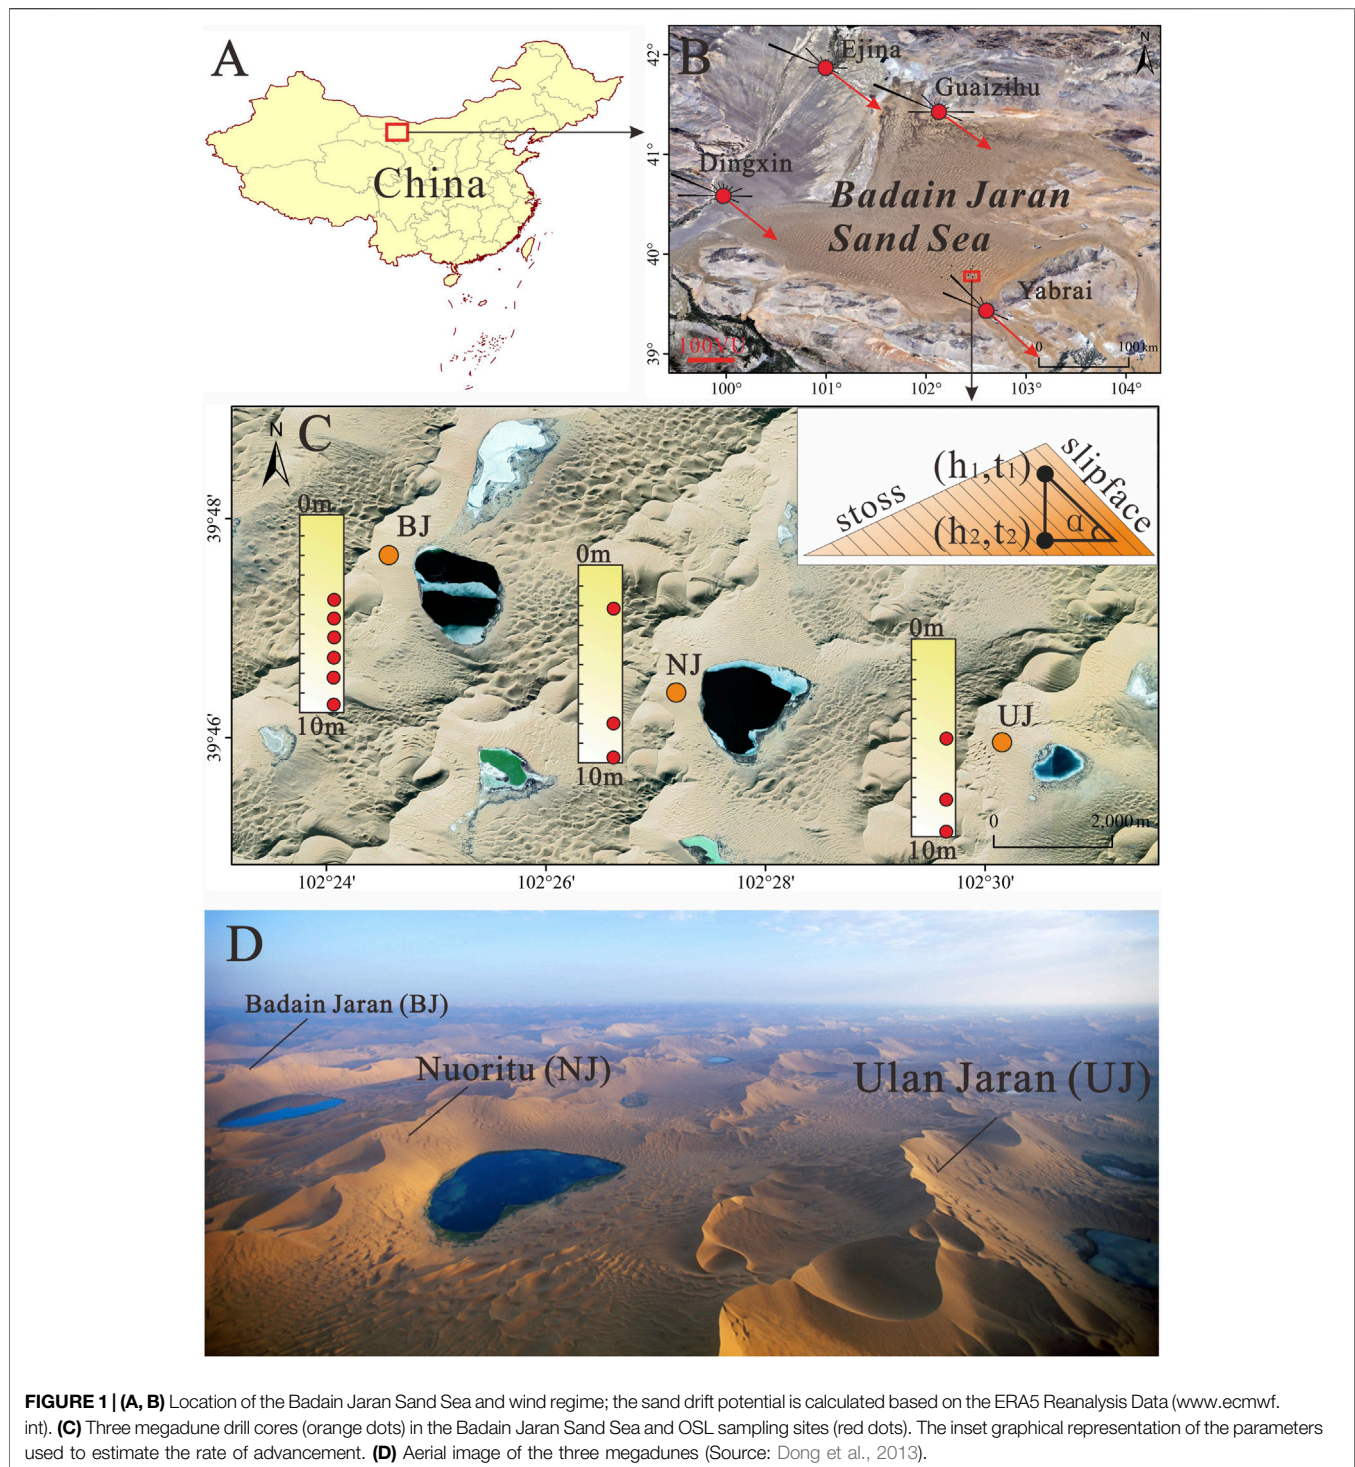 A
China
B
N
Ejina
Guaizihu
Dingxin
Badain Jaran
Sand Sea
Yabrai
100VU
0 100 km
42°
41°
40°
39°
100° 101° 102° 103° 104°
C
N
39°48'
39°46'
0m
10m
BJ
0m
10m
NJ
0m
10m
UJ
0 2,000 m
stoss
slipface
(h1,t1)
(h2,t2)
α
102°24' 102°26' 102°28' 102°30'
D
Badain Jaran (BJ)
Nuoritu (NJ)
Ulan Jaran (UJ)
FIGURE 1 | (A, B) Location of the Badain Jaran Sand Sea and wind regime; the sand drift potential is calculated based on the ERA5 Reanalysis Data (www.ecmwf.
int). (C) Three megadune drill cores (orange dots) in the Badain Jaran Sand Sea and OSL sampling sites (red dots). The inset graphical representation of the parameters
used to estimate the rate of advancement. (D) Aerial image of the three megadunes (Source: Dong et al., 2013).